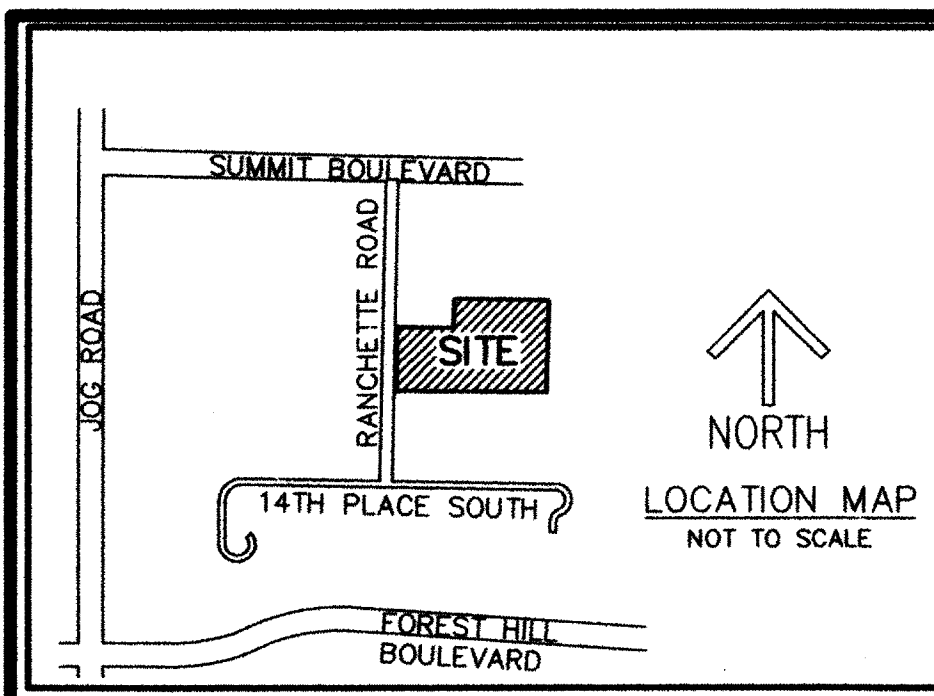 SUMMIT BOULEVARD
JOG ROAD
RANCHETTE ROAD
SITE
NORTH
14TH PLACE SOUTH
LOCATION MAP
NOT TO SCALE
FOREST HILL
BOULEVARD